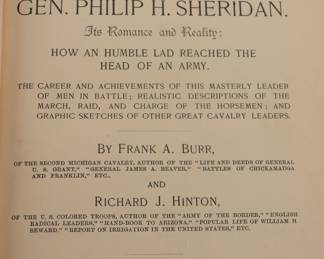 GEN. PHILIP H. SHERIDAN.
Its Romance and Reality:
HOW AN HUMBLE LAD REACHED THE
HEAD OF AN ARMY.
THE CAREER AND ACHIEVEMENTS OF THIS MASTERLY LEADER
OF MEN IN BATTLE; REALISTIC DESCRIPTIONS OF THE
MARCH, RAID, AND CHARGE OF THE HORSEMEN; AND
GRAPHIC SKETCHES OF OTHER GREAT CAVALRY LEADERS.
BY FRANK A. BURR,
OF THE SECOND MICHIGAN CAVALRY, AUTHOR OF THE "LIFE AND DEEDS OF GENERAL
U. S. GRANT," "GENERAL JAMES A. BEAVER," "BATTLES OF CHICKAMAUGA
AND FRANKLIN," ETC.,
AND
RICHARD J. HINTON,
OF THE U. S. COLORED TROOPS, AUTHOR OF THE "ARMY OF THE BORDER," "ENGLISH
RADICAL LEADERS," "HAND-BOOK TO ARIZONA," "POPULAR LIFE OF WILLIAM H
SEWARD," "REPORT ON IRRIGATION IN THE UNITED STATES," ETC.